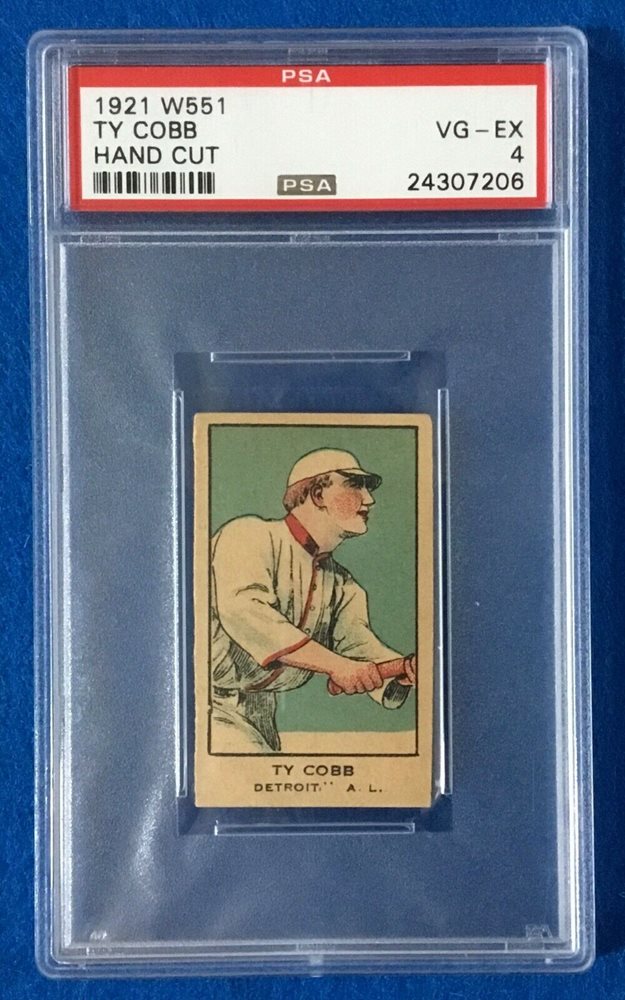 PSA
1921 W551
TY COBB
VG-EX
HAND CUT
4
PSA
24307206
TY COBB
DETROIT," A. L.